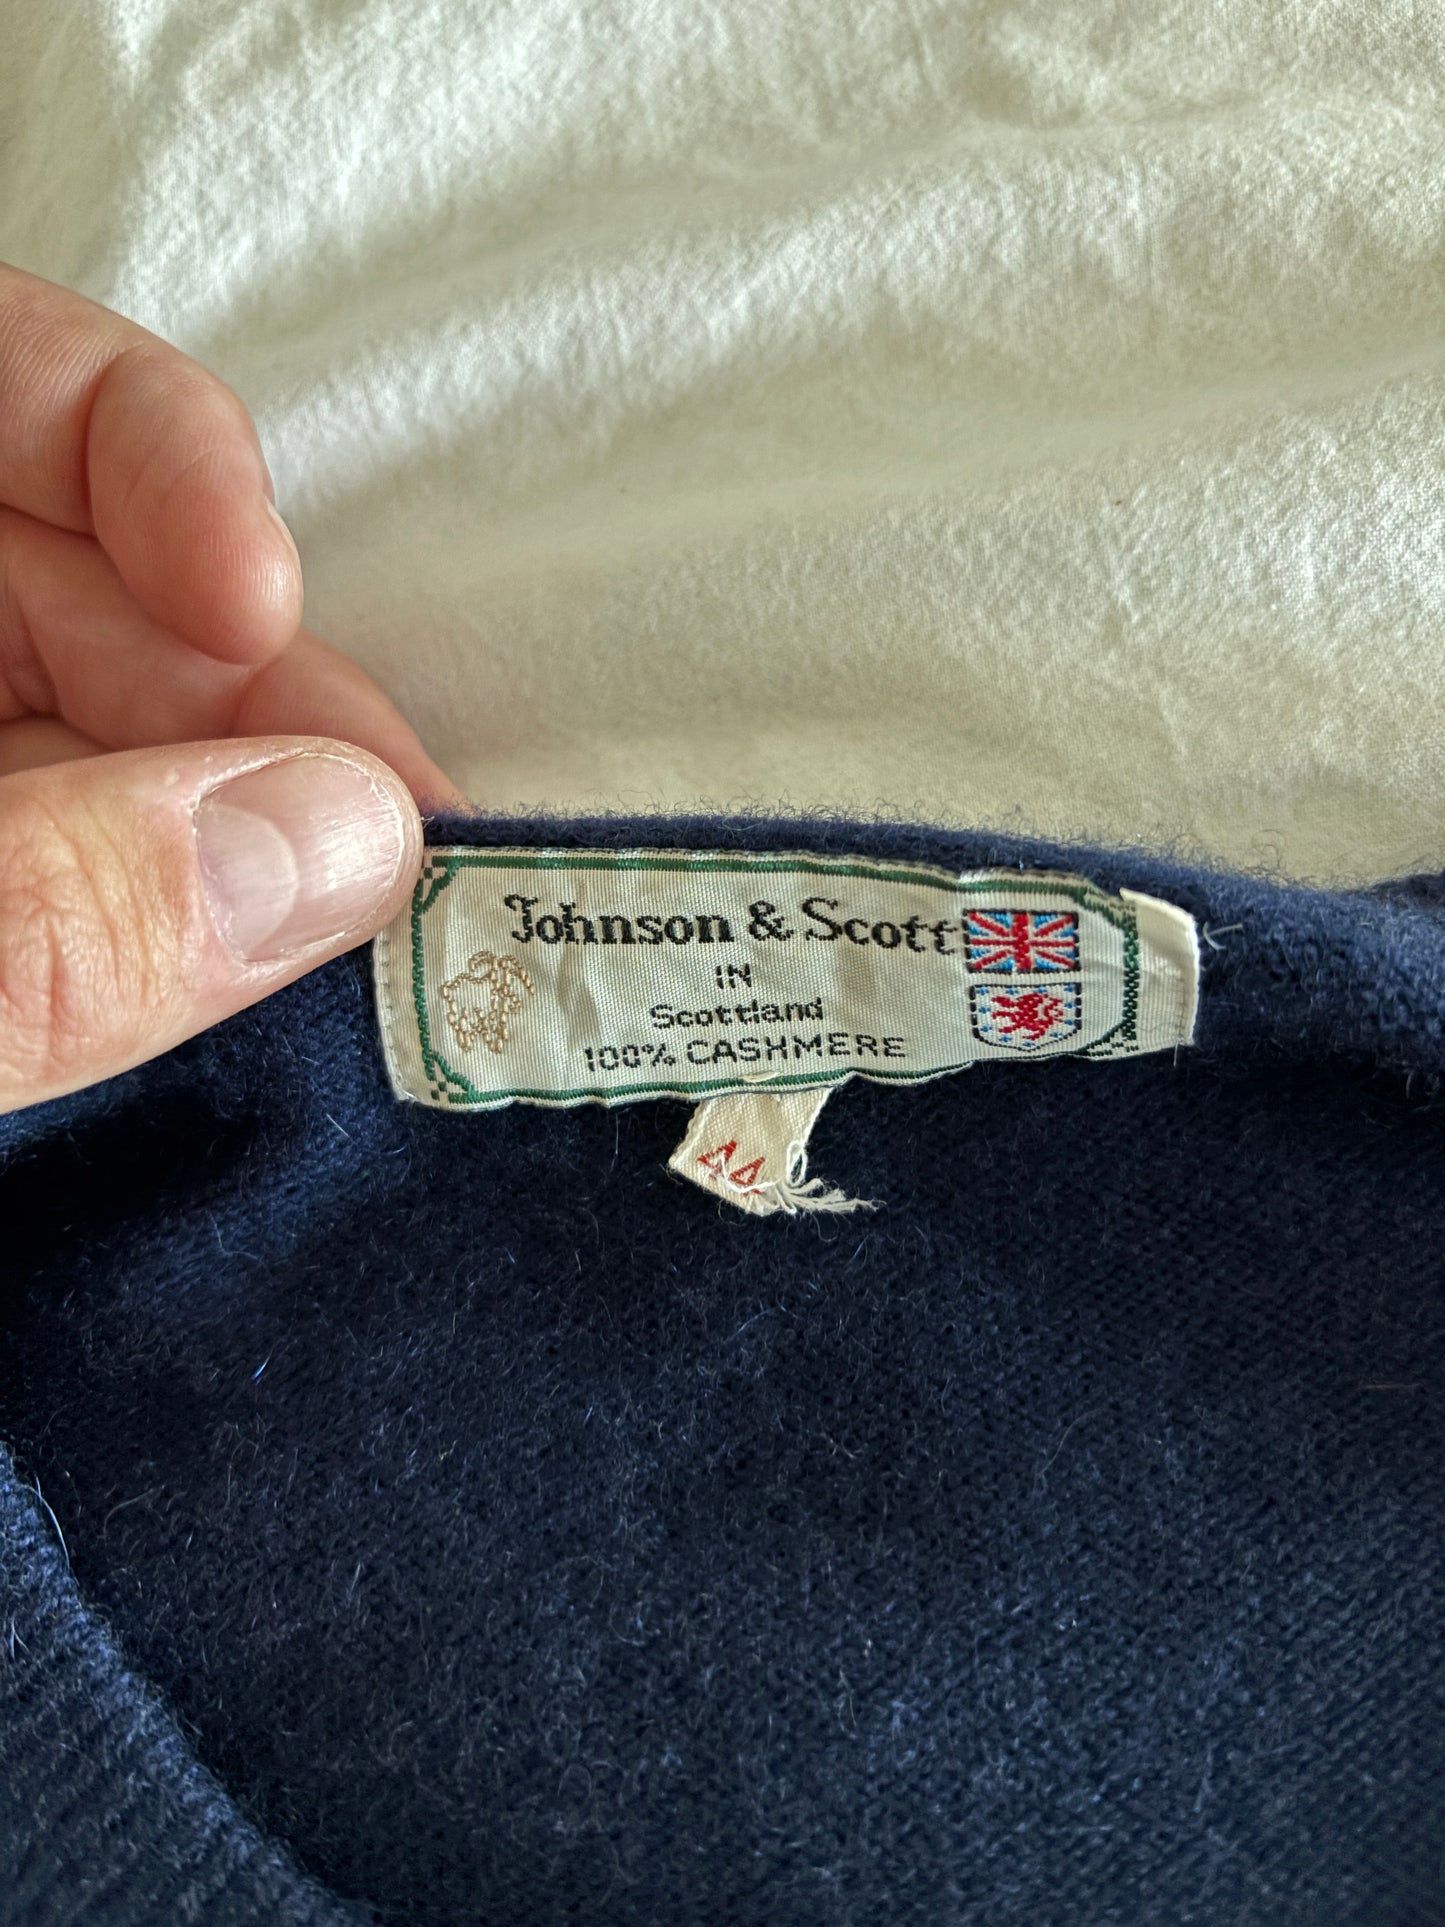 Johnson & Scott
IN
Scottland
100% CASHMERE
44